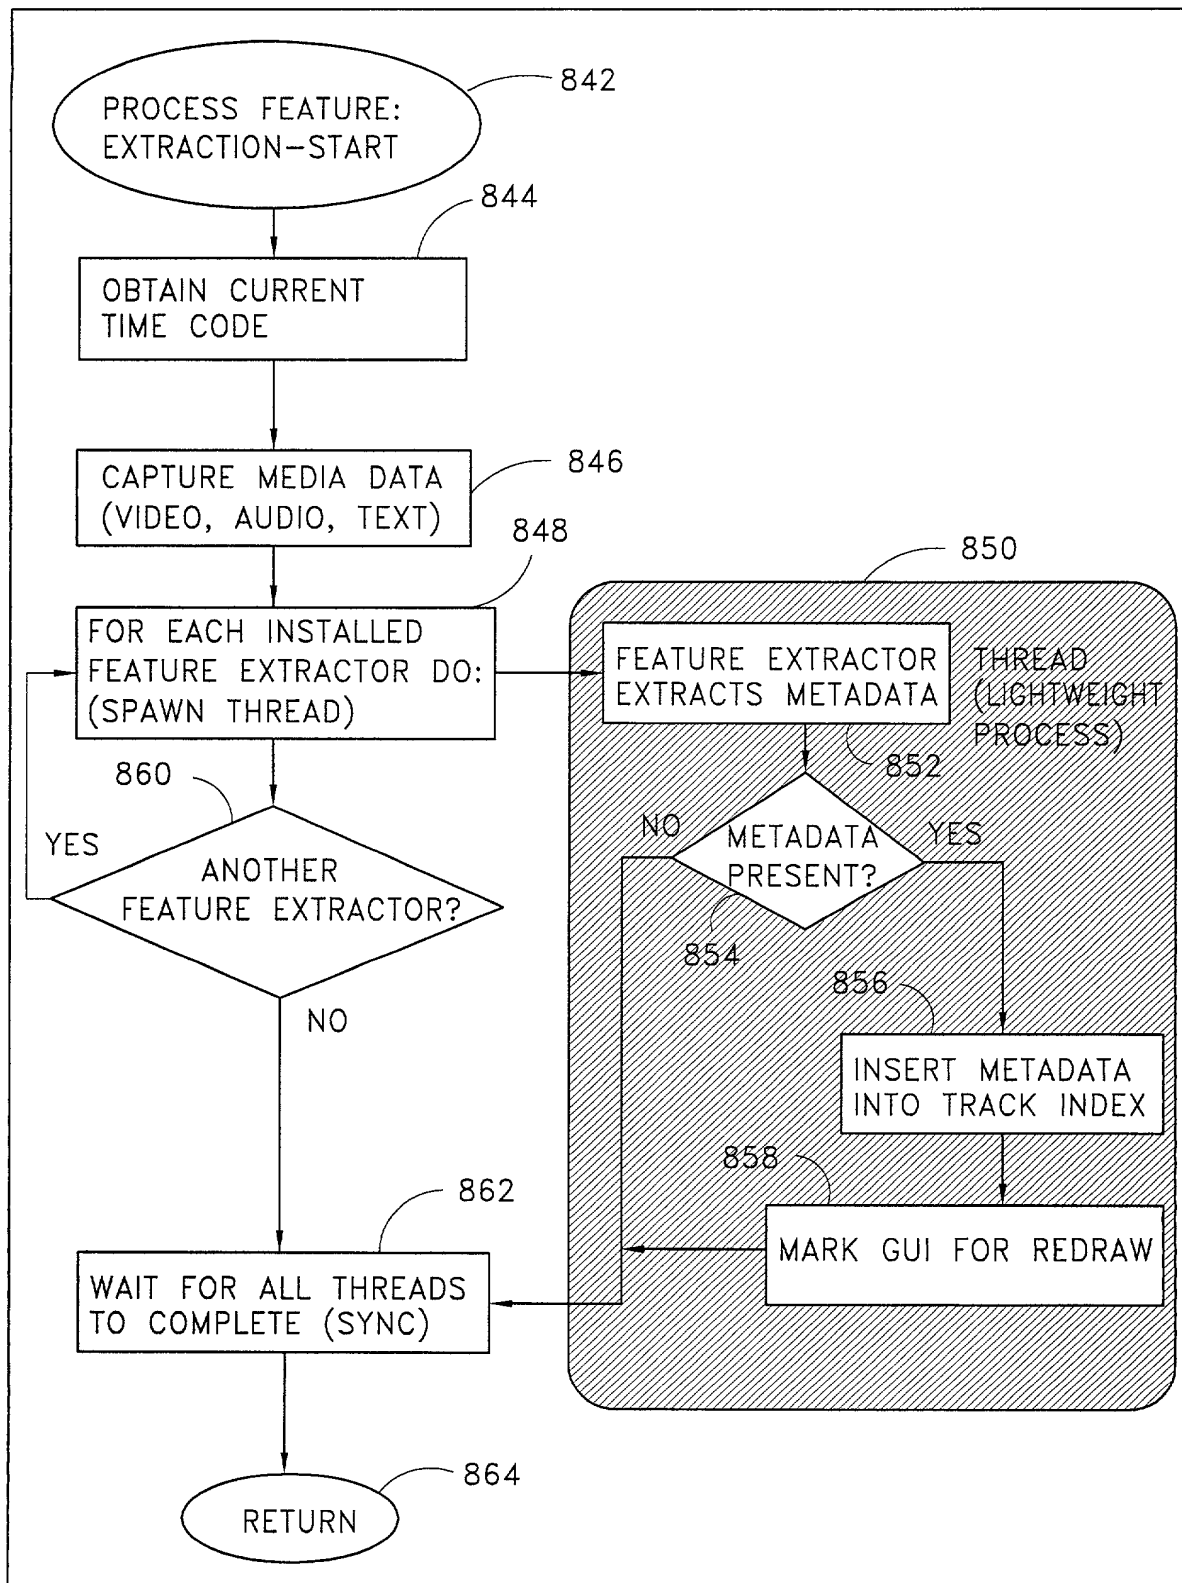 842
PROCESS FEATURE:
EXTRACTION-START
844
OBTAIN CURRENT
TIME CODE
846
CAPTURE MEDIA DATA
(VIDEO, AUDIO, TEXT)
848
FOR EACH INSTALLED
FEATURE EXTRACTOR DO:
(SPAWN THREAD)
850
FEATURE EXTRACTOR
EXTRACTS METADATA
THREAD
(LIGHTWEIGHT
PROCESS)
852
860
YES
ANOTHER
FEATURE EXTRACTOR?
NO
NO
METADATA
PRESENT?
YES
854
856
INSERT METADATA
INTO TRACK INDEX
858
MARK GUI FOR REDRAW
862
WAIT FOR ALL THREADS
TO COMPLETE (SYNC)
864
RETURN